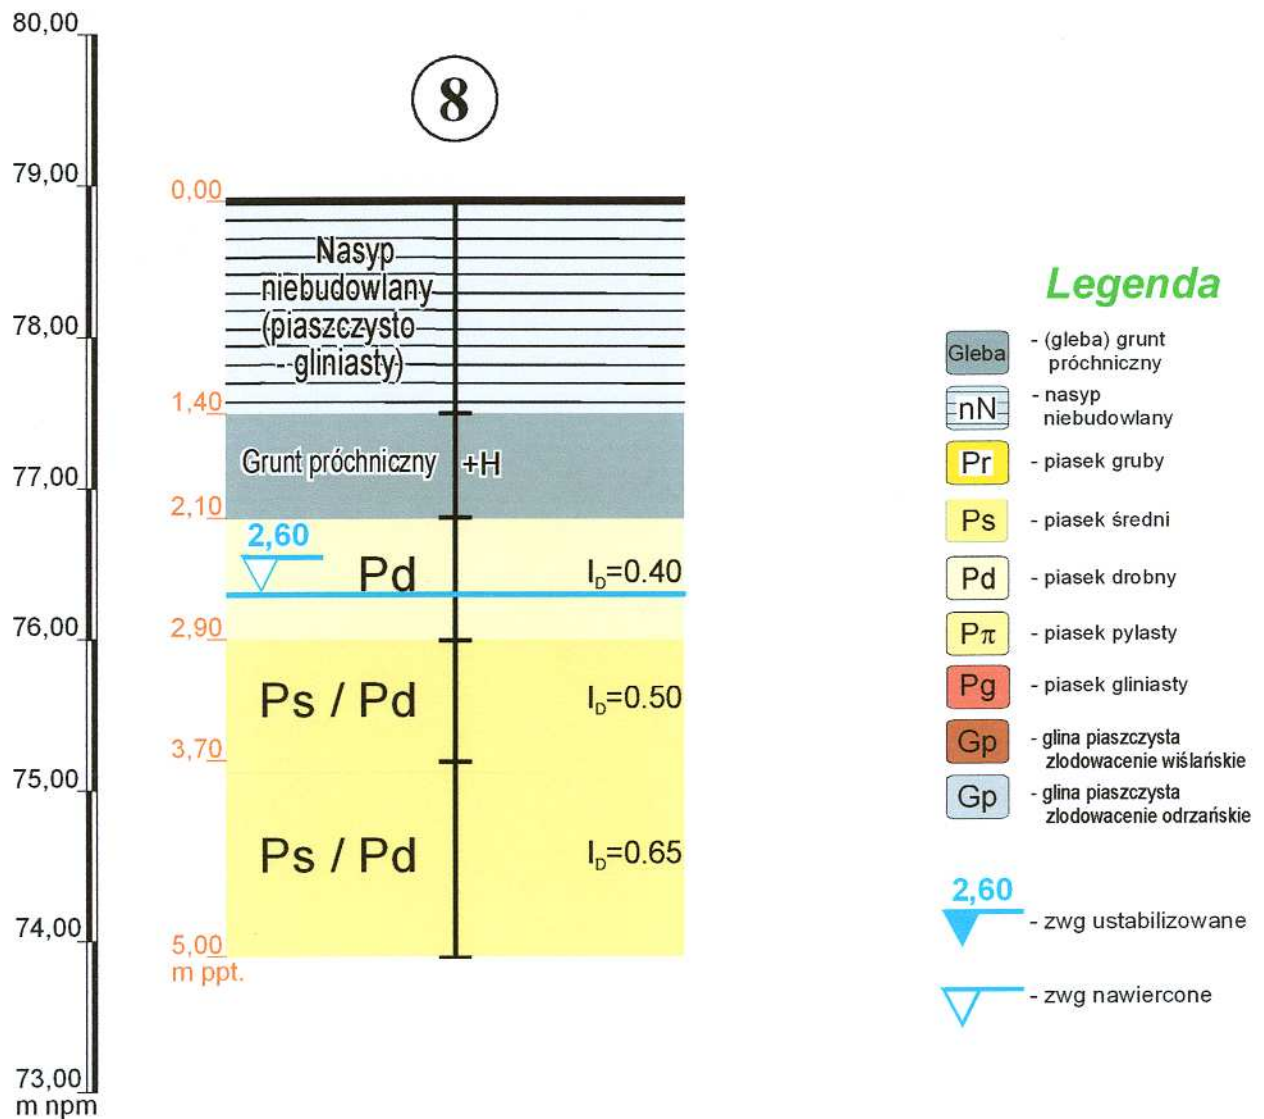 80,00
79,00
78,00
77,00
76,00
75,00
74,00
73,00
m npm
8
0,00
1,40
2,10
2,90
3,70
5,00
m ppt.
Nasyp
niebudowlany
(piaszczysto
- gliniasty)
Grunt próchniczny +H
2,60
Pd I_D=0.40
Ps / Pd I_D=0.50
Ps / Pd I_D=0.65
Legenda
Gleba - (gleba) grunt
próchniczny
nN - nasyp
niebudowlany
Pr - piasek gruby
Ps - piasek średni
Pd - piasek drobny
Pπ - piasek pylasty
Pg - piasek gliniasty
Gp - glina piaszczysta
zlodowacenie wiślańskie
Gp - glina piaszczysta
zlodowacenie odrzańskie
2,60
- zwg ustabilizowane
- zwg nawiercone